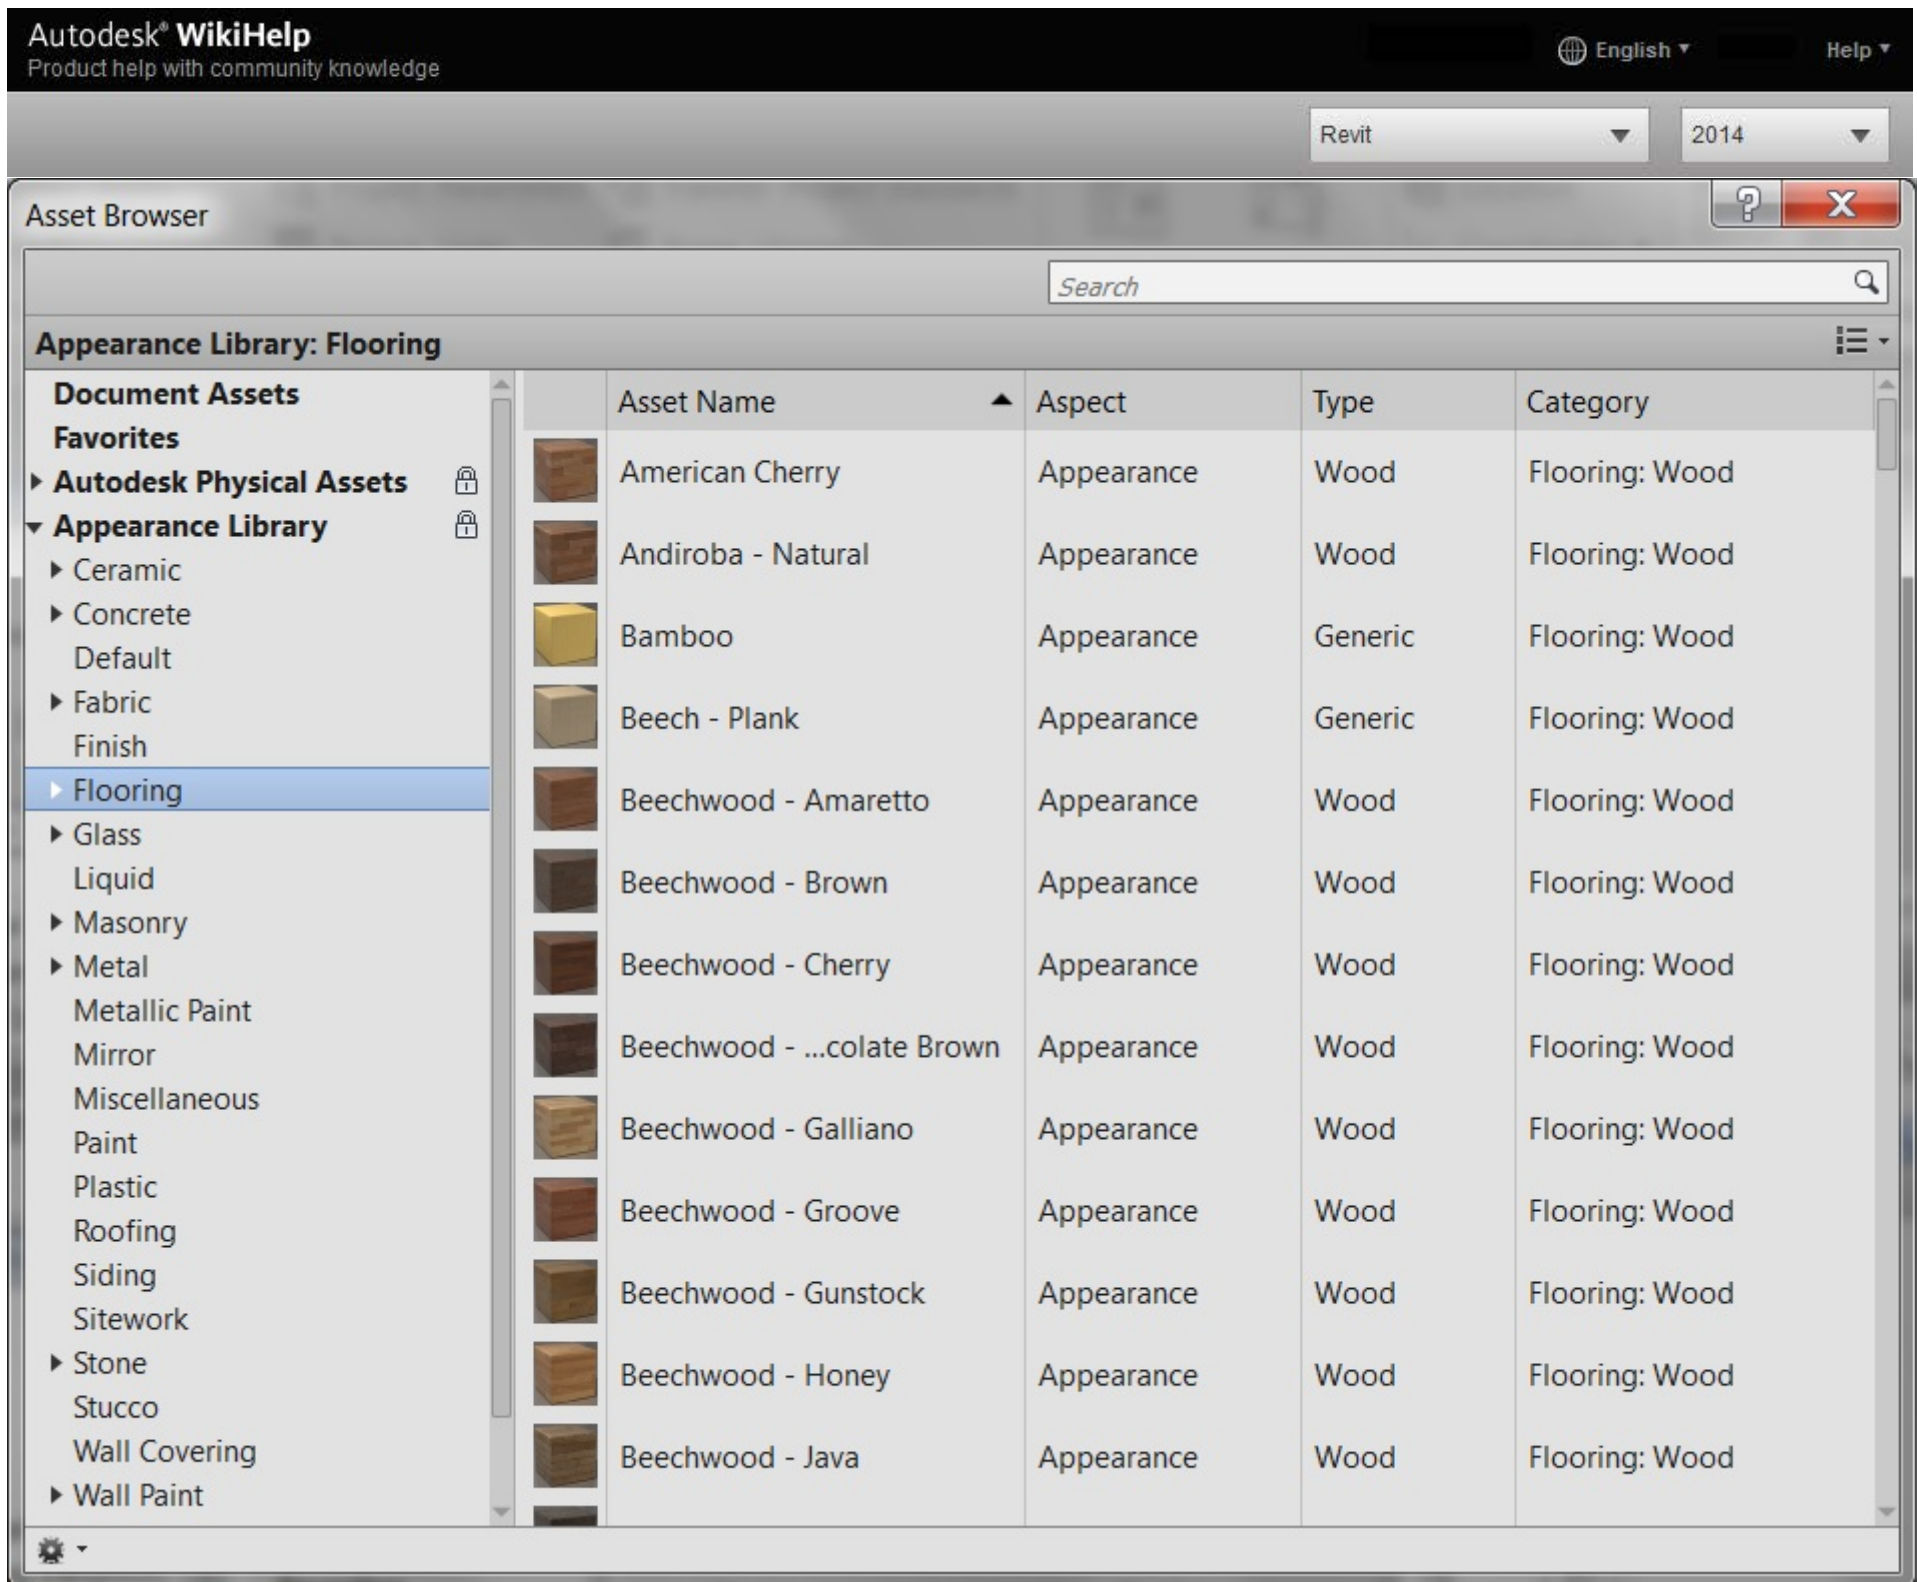 Autodesk® WikiHelp
Product help with community knowledge
English
Help
Revit
2014
Asset Browser
Search
Appearance Library: Flooring
Document Assets
Favorites
Autodesk Physical Assets
Appearance Library
Ceramic
Concrete
Default
Fabric
Finish
Flooring
Glass
Liquid
Masonry
Metal
Metallic Paint
Mirror
Miscellaneous
Paint
Plastic
Roofing
Siding
Sitework
Stone
Stucco
Wall Covering
Wall Paint
Asset Name Aspect Type Category
American Cherry Appearance Wood Flooring: Wood
Andiroba - Natural Appearance Wood Flooring: Wood
Bamboo Appearance Generic Flooring: Wood
Beech - Plank Appearance Generic Flooring: Wood
Beechwood - Amaretto Appearance Wood Flooring: Wood
Beechwood - Brown Appearance Wood Flooring: Wood
Beechwood - Cherry Appearance Wood Flooring: Wood
Beechwood - ...colate Brown Appearance Wood Flooring: Wood
Beechwood - Galliano Appearance Wood Flooring: Wood
Beechwood - Groove Appearance Wood Flooring: Wood
Beechwood - Gunstock Appearance Wood Flooring: Wood
Beechwood - Honey Appearance Wood Flooring: Wood
Beechwood - Java Appearance Wood Flooring: Wood